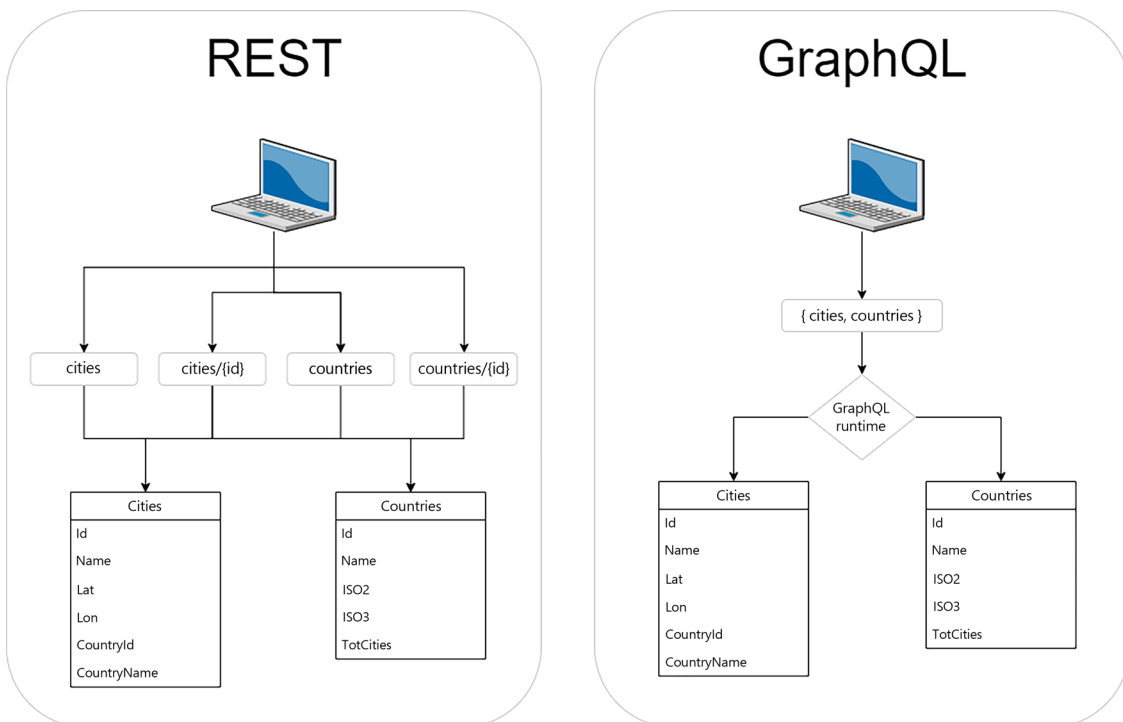 REST
cities
cities/{id}
countries
countries/{id}
Cities
Id
Name
Lat
Lon
CountryId
CountryName
Countries
Id
Name
ISO2
ISO3
TotCities
GraphQL
{ cities, countries }
GraphQL
runtime
Cities
Id
Name
Lat
Lon
CountryId
CountryName
Countries
Id
Name
ISO2
ISO3
TotCities